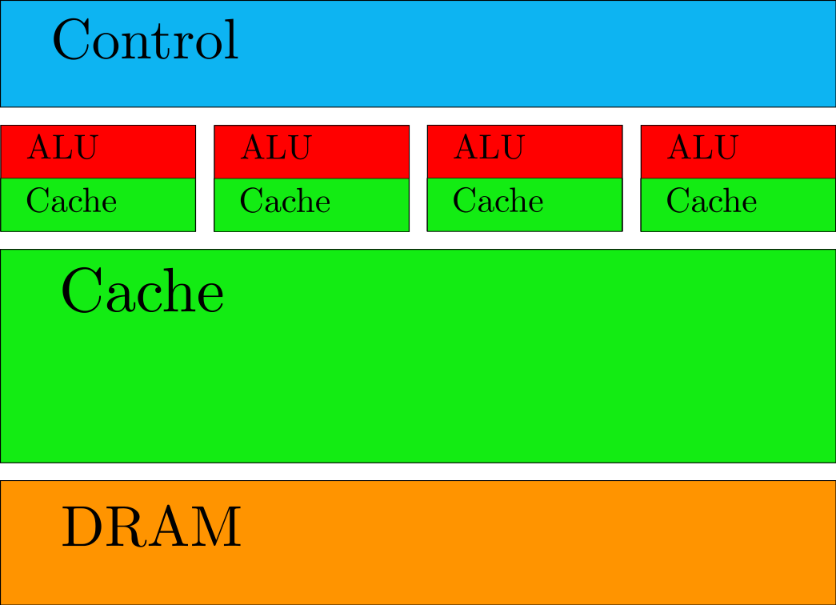 Control
ALU ALU ALU ALU
Cache Cache Cache Cache
Cache
DRAM